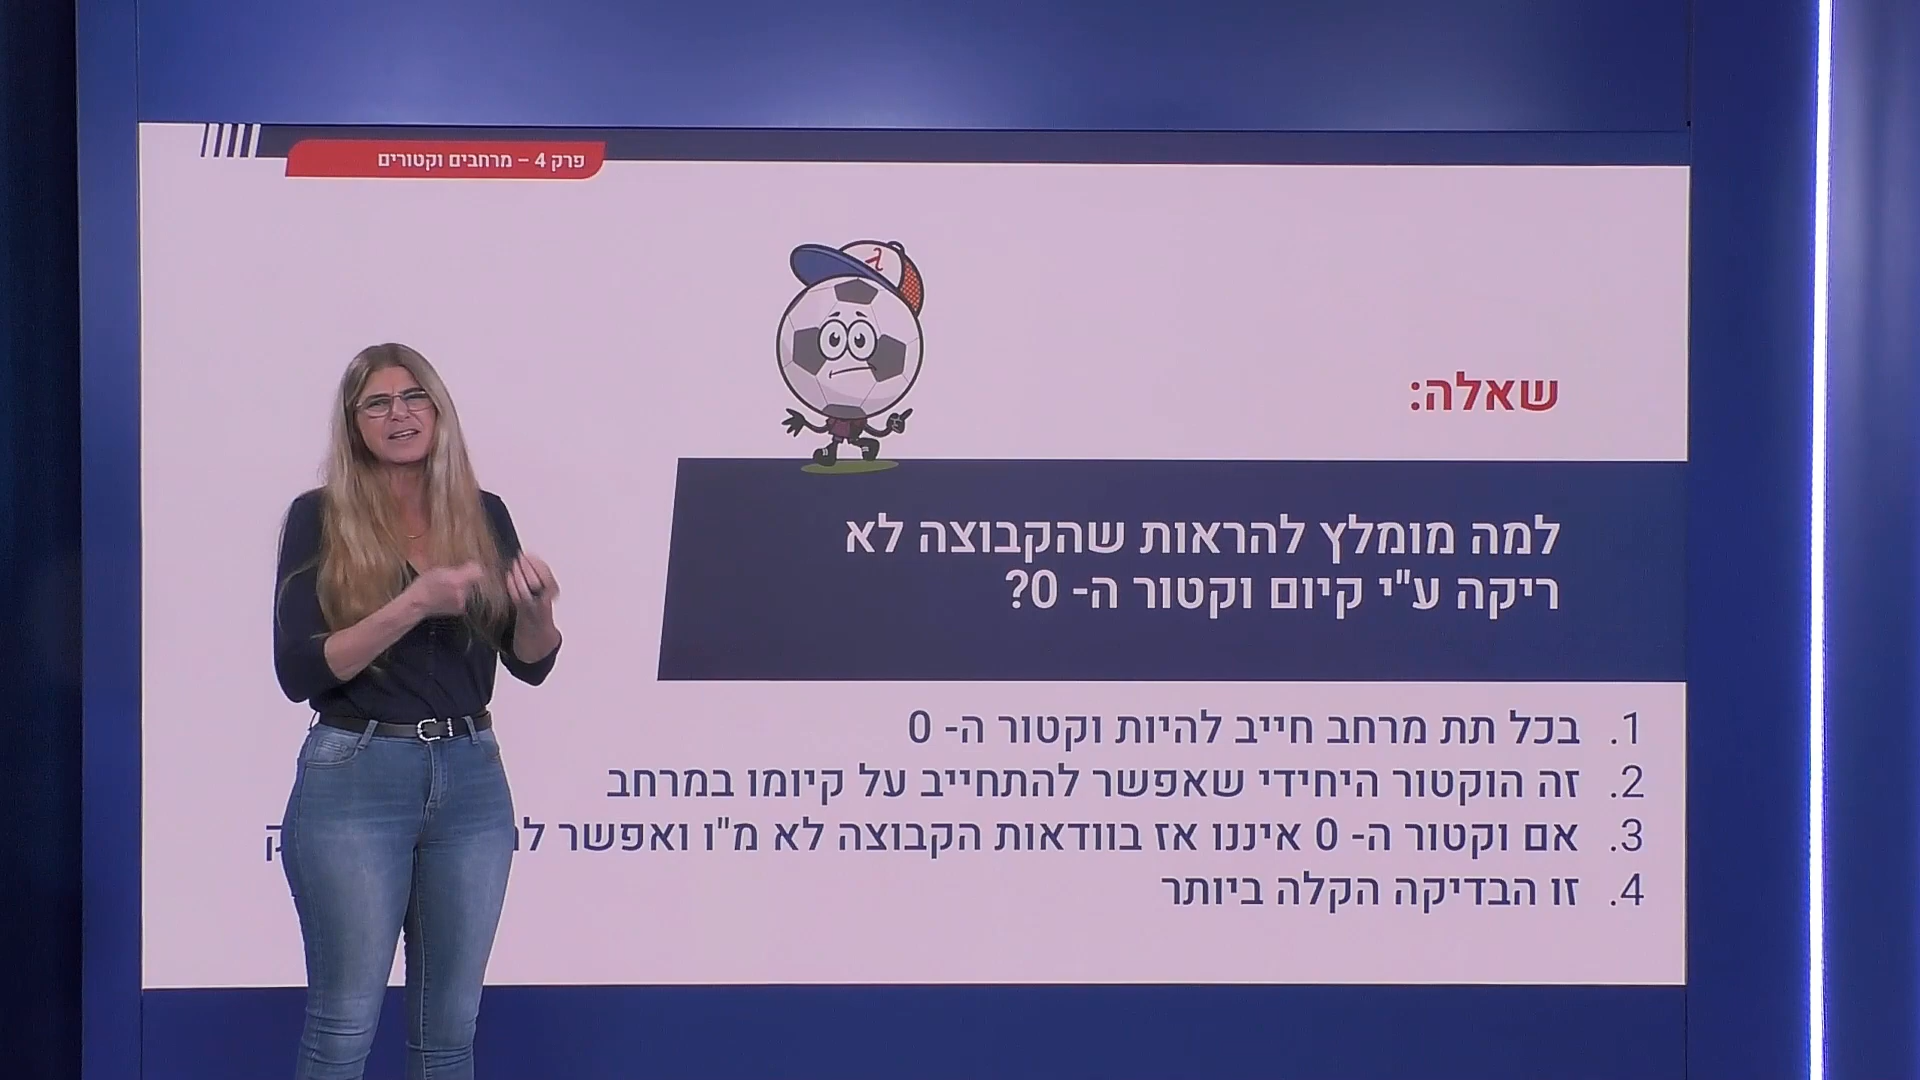 פרק 4 – מרחבים וקטורים
λ
שאלה:
למה מומלץ להראות שהקבוצה לא
ריקה ע"י קיום וקטור ה- 0?
1. בכל תת מרחב חייב להיות וקטור ה- 0
2. זה הוקטור היחידי שאפשר להתחייב על קיומו במרחב
3. אם וקטור ה- 0 איננו אז בוודאות הקבוצה לא מ"ו ואפשר
4. זו הבדיקה הקלה ביותר